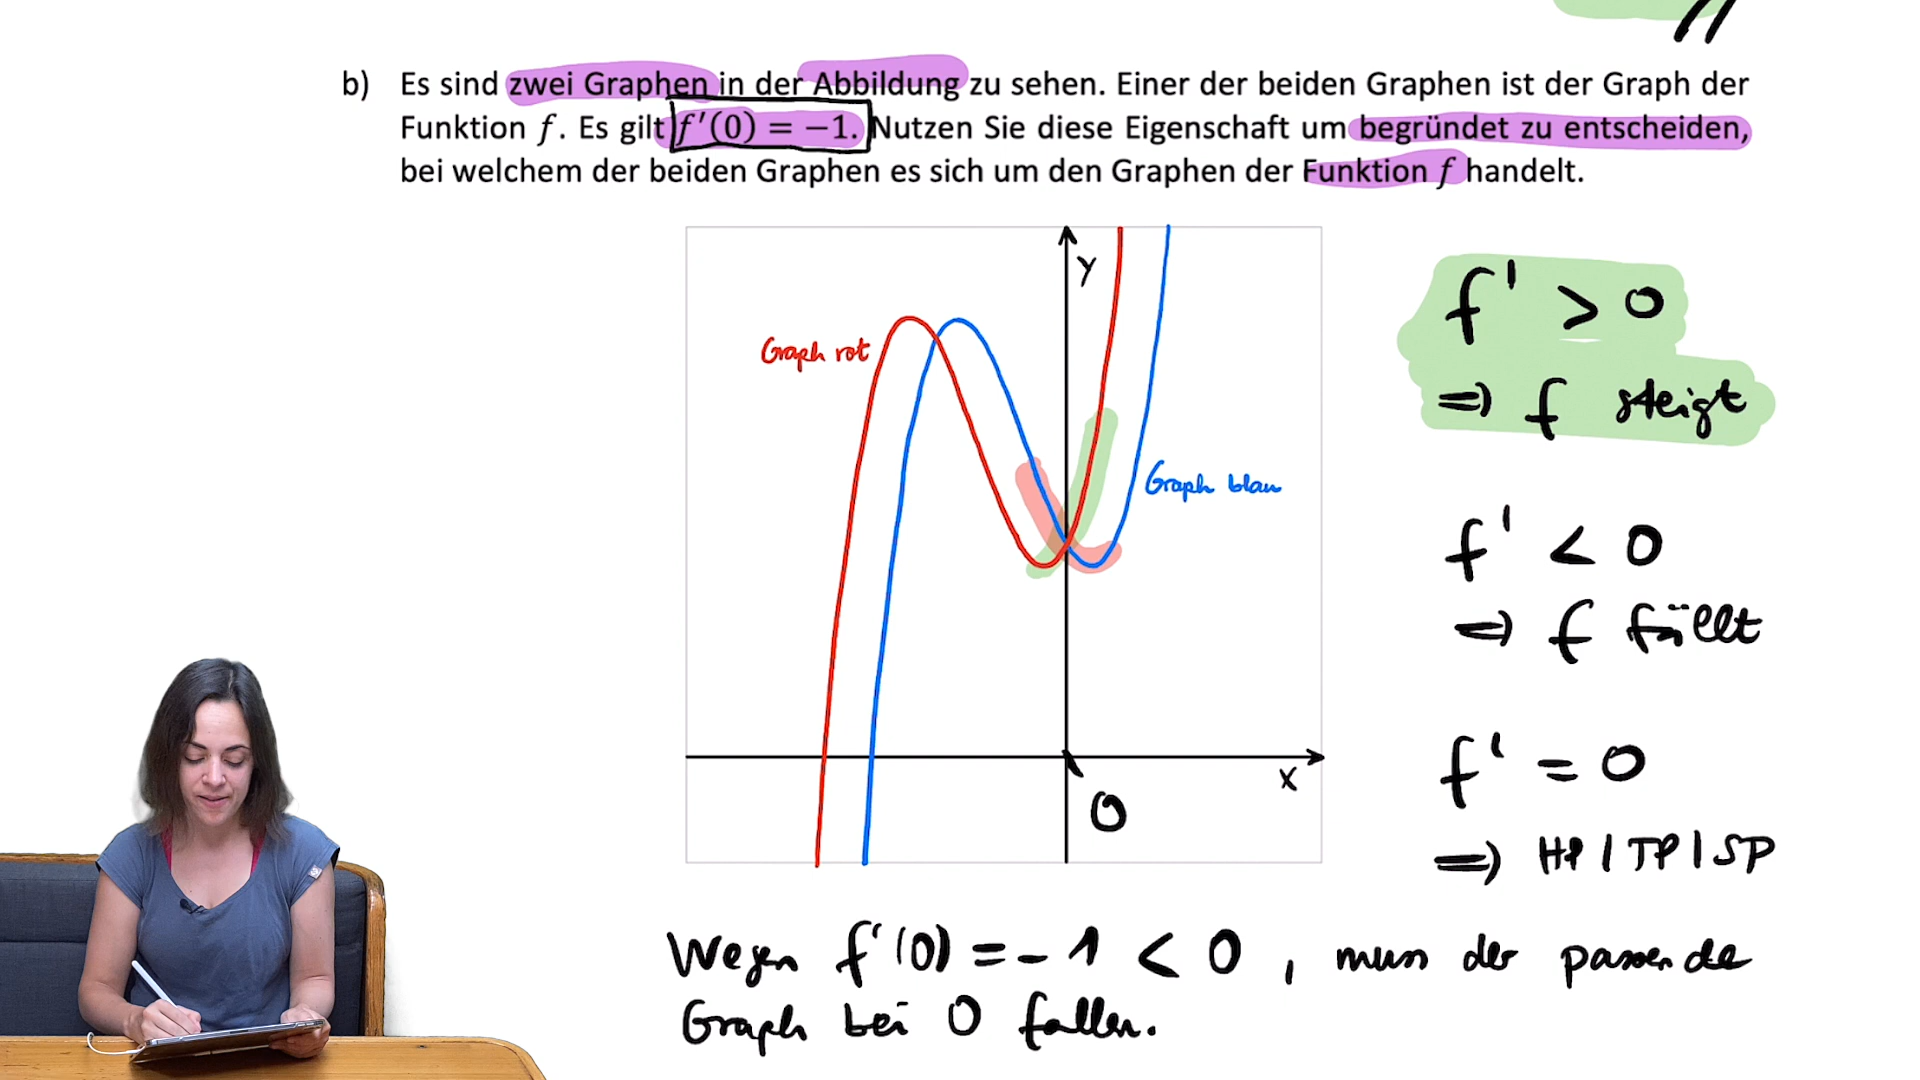 b) Es sind zwei Graphen in der Abbildung zu sehen. Einer der beiden Graphen ist der Graph der
Funktion f. Es gilt f'(0) = −1. Nutzen Sie diese Eigenschaft um begründet zu entscheiden,
bei welchem der beiden Graphen es sich um den Graphen der Funktion f handelt.
Y
Graph rot
Graph blau
X
0
f' > 0
⇒ f steigt
f' < 0
⇒ f fällt
f' = 0
⇒ HP | TP | SP
Wegen f'(0) = -1 < 0, muss der passende
Graph bei 0 fallen.